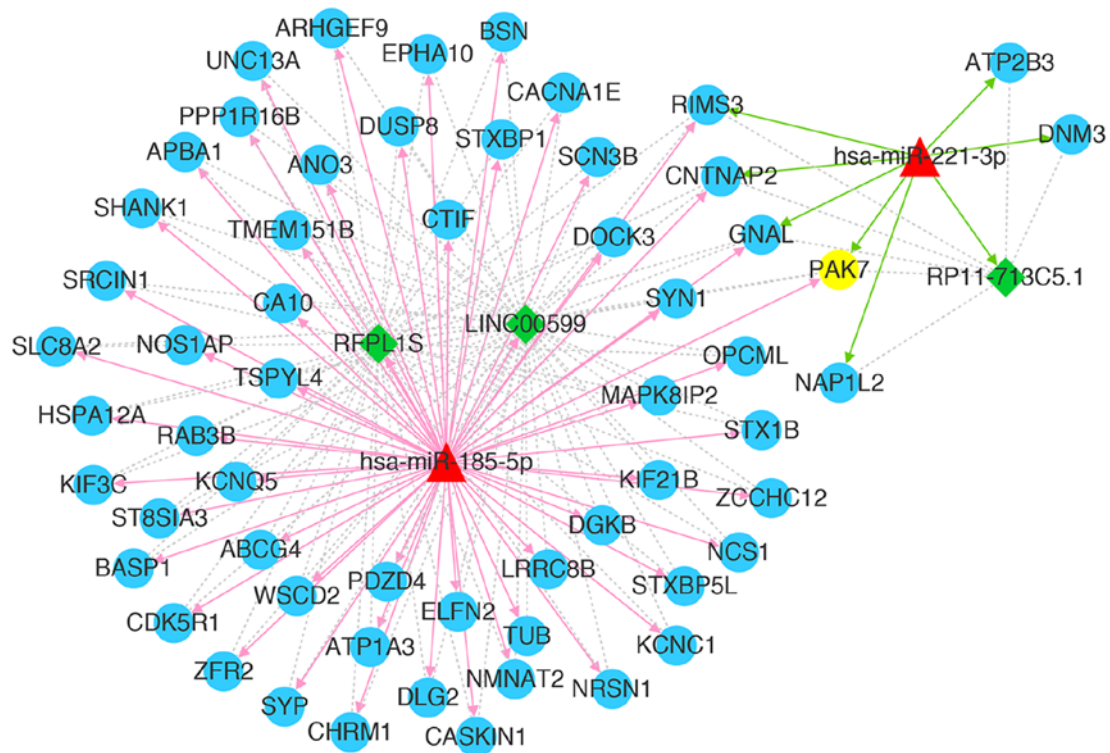 ARHGEF9
BSN
EPHA10
UNC13A
ATP2B3
CACNA1E
RIMS3
PPP1R16B
DUSP8
STXBP1
DNM3
APBA1
ANO3
SCN3B
hsa-miR-221-3p
CNTNAP2
SHANK1
TMEM151B
CTIF
DOCK3
GNAL
SRCIN1
PAK7
RP11-713C5.1
CA10
SYN1
LINC00599
SLC8A2
NOS1AP
RFPL1S
OPCML
TSPYL4
MAPK8IP2
NAP1L2
HSPA12A
RAB3B
STX1B
hsa-miR-185-5p
KIF3C
KCNQ5
KIF21B
ZCCHC12
ST8SIA3
DGKB
ABCG4
NCS1
BASP1
LRRC8B
PDZD4
STXBP5L
WSCD2
ELFN2
CDK5R1
TUB
ATP1A3
KCNC1
ZFR2
NMNAT2
NRSN1
DLG2
SYP
CHRM1
CASKIN1